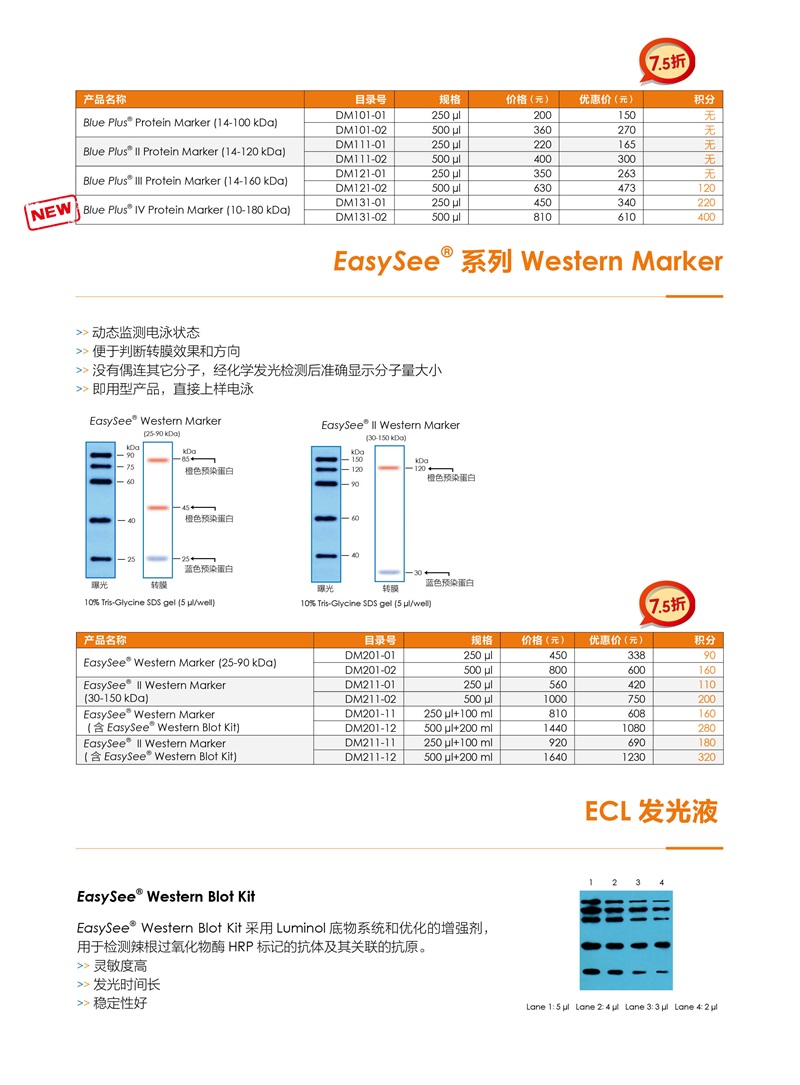 7.5折
产品名称 目录号 规格 价格(元) 优惠价(元) 积分
Blue Plus® Protein Marker (14-100 kDa) DM101-01 250 μl 200 150 无
DM101-02 500 μl 360 270 无
Blue Plus® II Protein Marker (14-120 kDa) DM111-01 250 μl 220 165 无
DM111-02 500 μl 400 300 无
Blue Plus® III Protein Marker (14-160 kDa) DM121-01 250 μl 350 263 无
DM121-02 500 μl 630 473 120
NEW
Blue Plus® IV Protein Marker (10-180 kDa) DM131-01 250 μl 450 340 220
DM131-02 500 μl 810 610 400
EasySee® 系列 Western Marker
>> 动态监测电泳状态
>> 便于判断转膜效果和方向
>> 没有偶连其它分子，经化学发光检测后准确显示分子量大小
>> 即用型产品，直接上样电泳
EasySee® Western Marker
(25-90 kDa)
kDa
90
75
60
40
25
kDa
85
橙色预染蛋白
45
橙色预染蛋白
25
蓝色预染蛋白
曝光 转膜
10% Tris-Glycine SDS gel (5 μl/well)
EasySee® II Western Marker
(30-150 kDa)
kDa
150
120
90
60
40
kDa
120
橙色预染蛋白
30
蓝色预染蛋白
曝光 转膜
10% Tris-Glycine SDS gel (5 μl/well)
7.5折
产品名称 目录号 规格 价格(元) 优惠价(元) 积分
EasySee® Western Marker (25-90 kDa) DM201-01 250 μl 450 338 90
DM201-02 500 μl 800 600 160
EasySee® II Western Marker DM211-01 250 μl 560 420 110
(30-150 kDa) DM211-02 500 μl 1000 750 200
EasySee® Western Marker DM201-11 250 μl+100 ml 810 608 160
(含 EasySee® Western Blot Kit) DM201-12 500 μl+200 ml 1440 1080 280
EasySee® II Western Marker DM211-11 250 μl+100 ml 920 690 180
(含 EasySee® Western Blot Kit) DM211-12 500 μl+200 ml 1640 1230 320
ECL 发光液
EasySee® Western Blot Kit
EasySee® Western Blot Kit 采用 Luminol 底物系统和优化的增强剂，
用于检测辣根过氧化物酶 HRP 标记的抗体及其关联的抗原。
>> 灵敏度高
>> 发光时间长
>> 稳定性好
1 2 3 4
Lane 1: 5 μl Lane 2: 4 μl Lane 3: 3 μl Lane 4: 2 μl